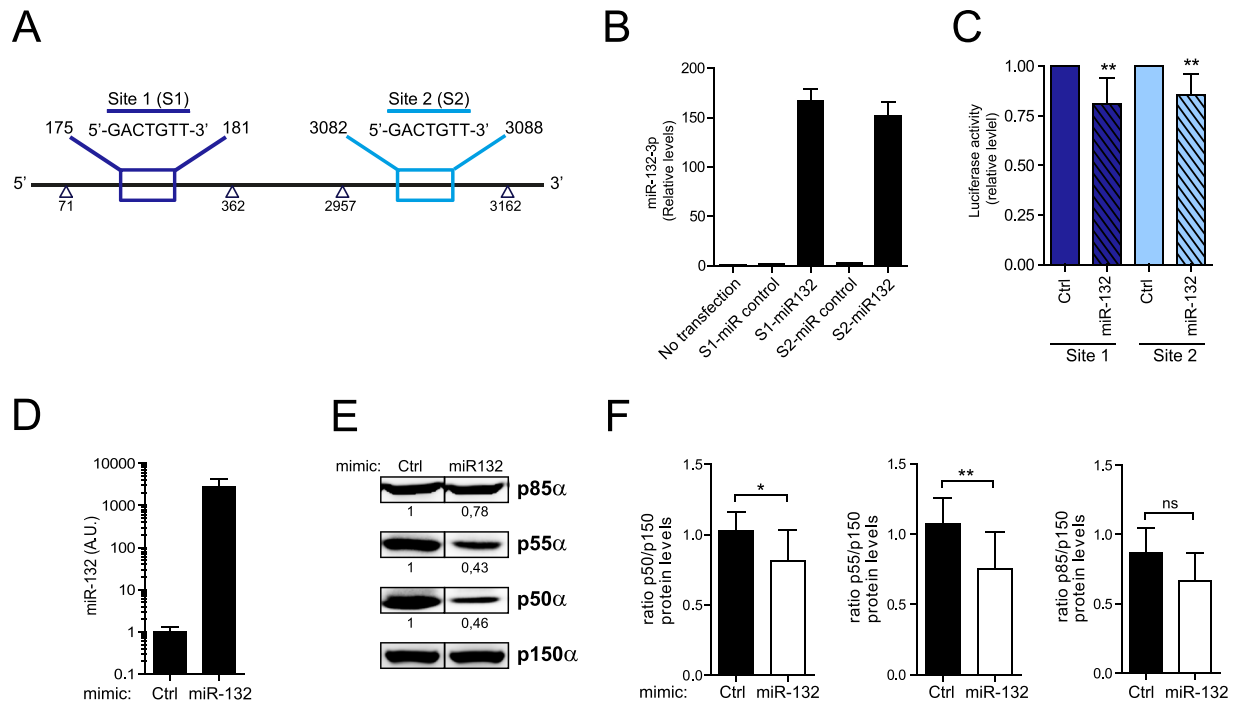 A
Site 1 (S1)
Site 2 (S2)
175 5'-GACTGTT-3' 181
3082 5'-GACTGTT-3' 3088
5' 3'
71 362 2957 3162
B
miR-132-3p
(Relative levels)
200
150
100
50
0
No transfection
S1-miR control
S1-miR132
S2-miR control
S2-miR132
C
Luciferase activity
(relative levlel)
1.00
0.75
0.50
0.25
0.00
** **
Ctrl miR-132 Ctrl miR-132
Site 1 Site 2
D
miR-132 (A.U.)
10000
1000
100
10
1
0.1
mimic: Ctrl miR-132
E
mimic: Ctrl miR132
p85α
1 0,78
p55α
1 0,43
p50α
1 0,46
p150α
F
ratio p50/p150
protein levels
1.5
1.0
0.5
0.0
*
mimic: Ctrl miR-132
ratio p55/p150
protein levels
1.5
1.0
0.5
0.0
**
Ctrl miR-132
ratio p85/p150
protein levels
1.5
1.0
0.5
0.0
ns
Ctrl miR-132